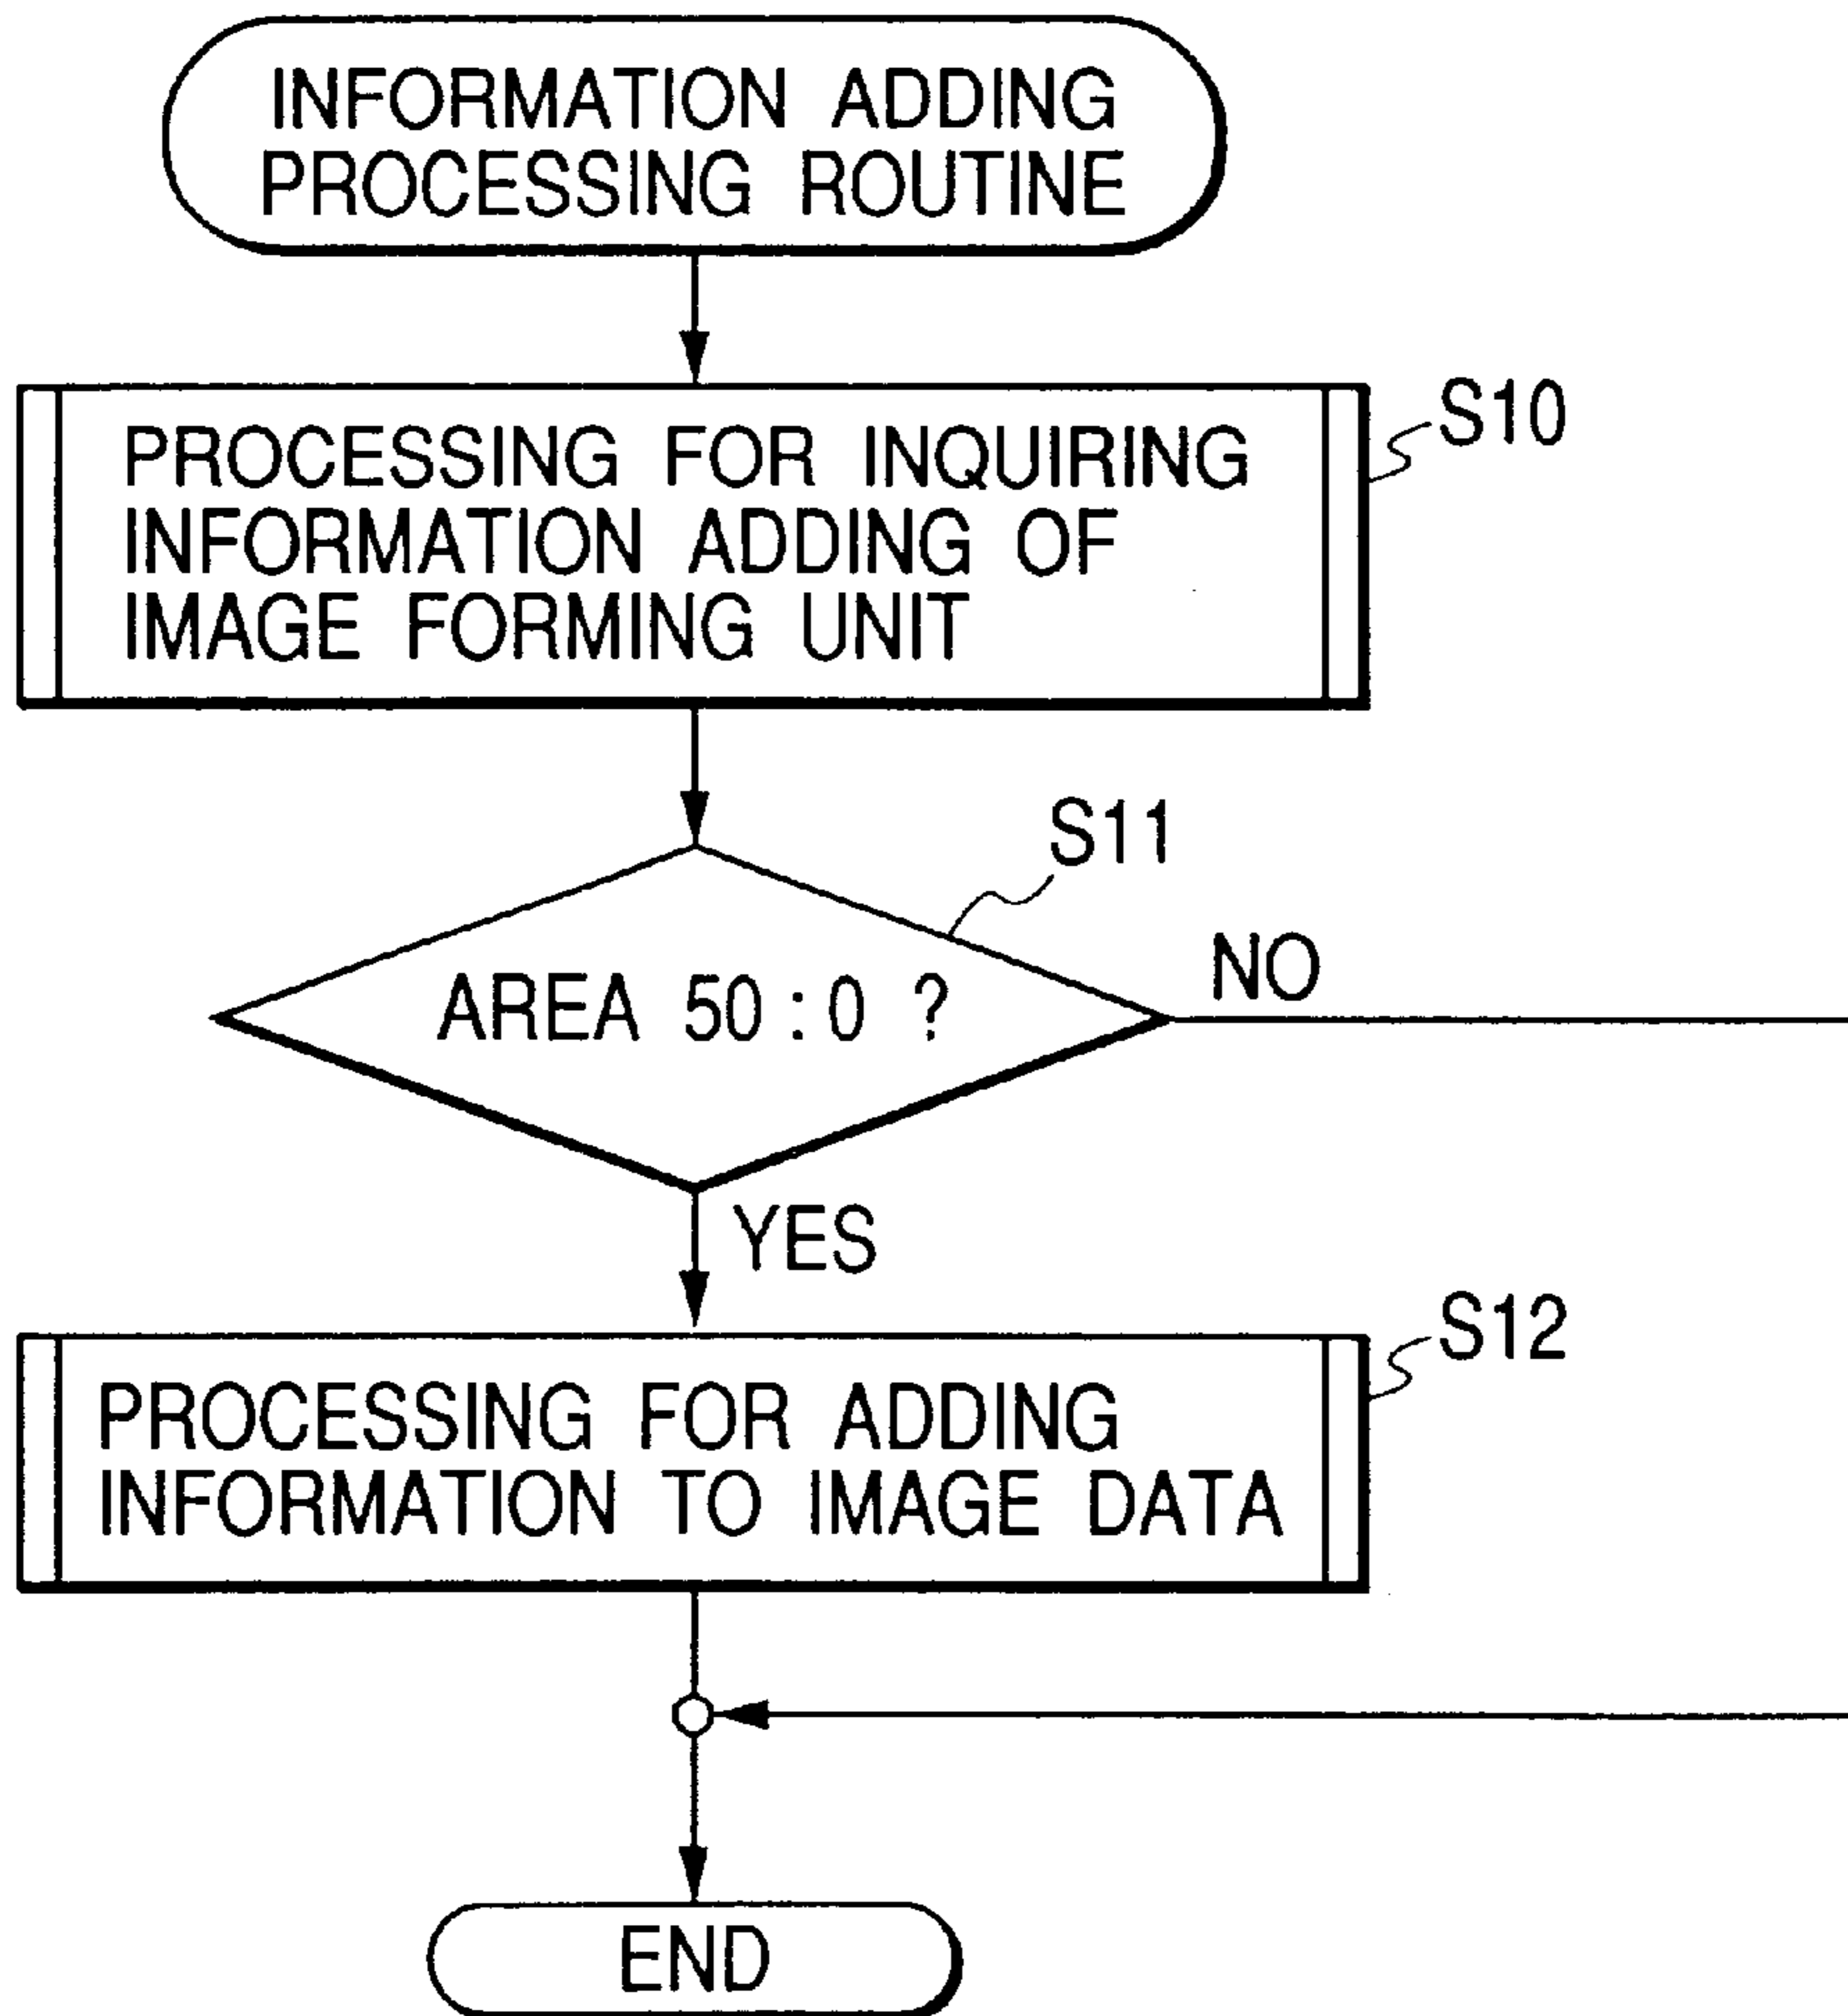 INFORMATION ADDING
PROCESSING ROUTINE
PROCESSING FOR INQUIRING
INFORMATION ADDING OF
IMAGE FORMING UNIT
S10
S11
AREA 50:0 ?
NO
YES
S12
PROCESSING FOR ADDING
INFORMATION TO IMAGE DATA
END